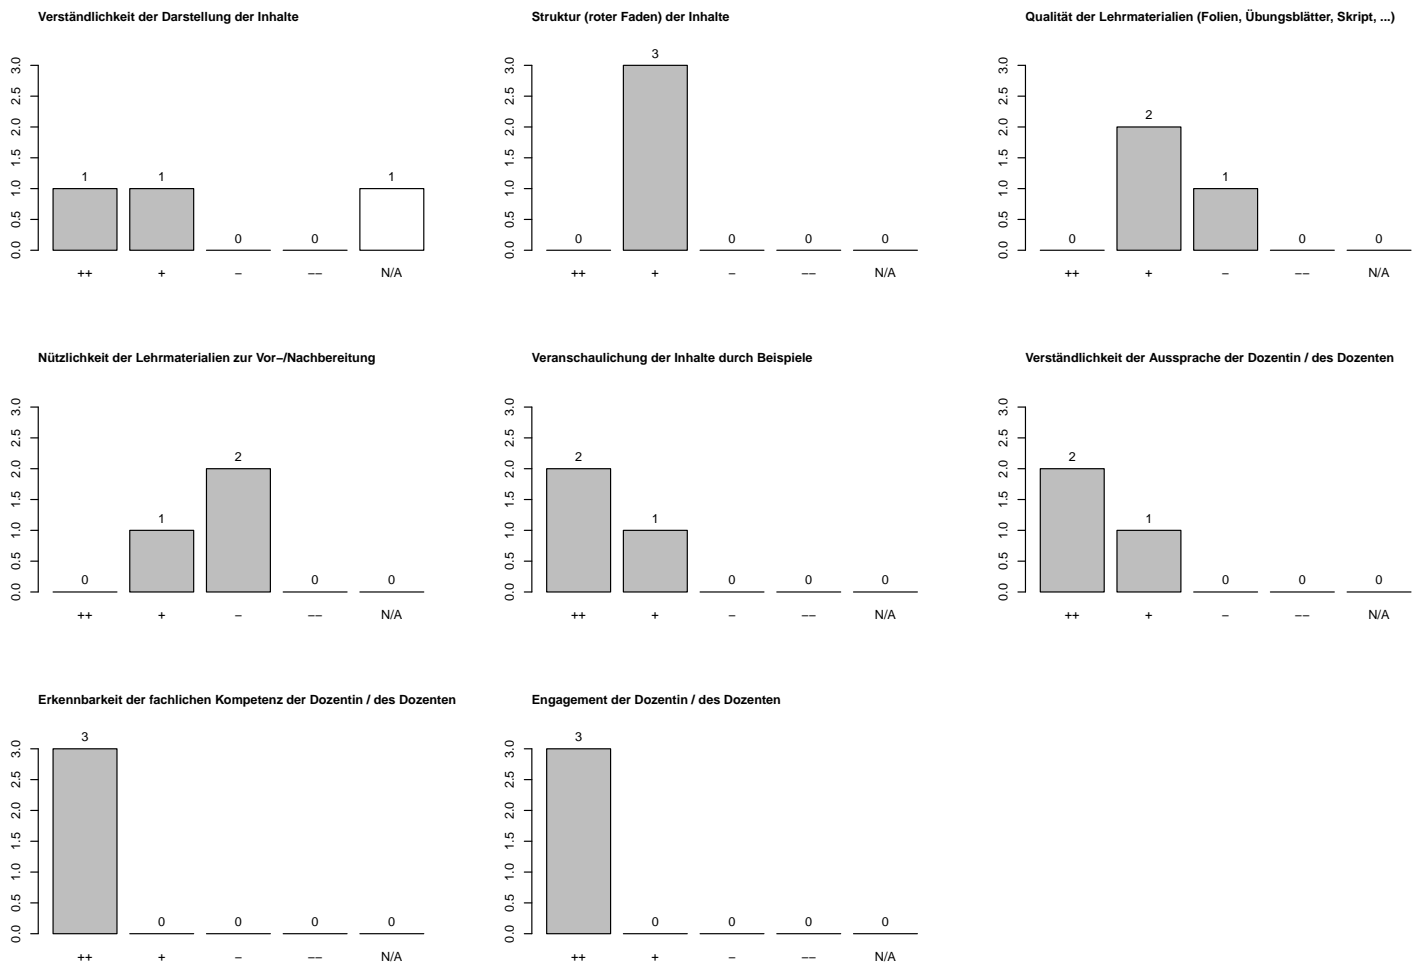 Verständlichkeit der Darstellung der Inhalte
3.0
2.5
2.0
1.5
1.0
0.5
0.0
1 1 0 0 1
++ + − −− N/A
Struktur (roter Faden) der Inhalte
3.0
2.5
2.0
1.5
1.0
0.5
0.0
0 3 0 0 0
++ + − −− N/A
Qualität der Lehrmaterialien (Folien, Übungsblätter, Skript, ...)
3.0
2.5
2.0
1.5
1.0
0.5
0.0
0 2 1 0 0
++ + − −− N/A
Nützlichkeit der Lehrmaterialien zur Vor−/Nachbereitung
3.0
2.5
2.0
1.5
1.0
0.5
0.0
0 1 2 0 0
++ + − −− N/A
Veranschaulichung der Inhalte durch Beispiele
3.0
2.5
2.0
1.5
1.0
0.5
0.0
2 1 0 0 0
++ + − −− N/A
Verständlichkeit der Aussprache der Dozentin / des Dozenten
3.0
2.5
2.0
1.5
1.0
0.5
0.0
2 1 0 0 0
++ + − −− N/A
Erkennbarkeit der fachlichen Kompetenz der Dozentin / des Dozenten
3.0
2.5
2.0
1.5
1.0
0.5
0.0
3 0 0 0 0
++ + − −− N/A
Engagement der Dozentin / des Dozenten
3.0
2.5
2.0
1.5
1.0
0.5
0.0
3 0 0 0 0
++ + − −− N/A